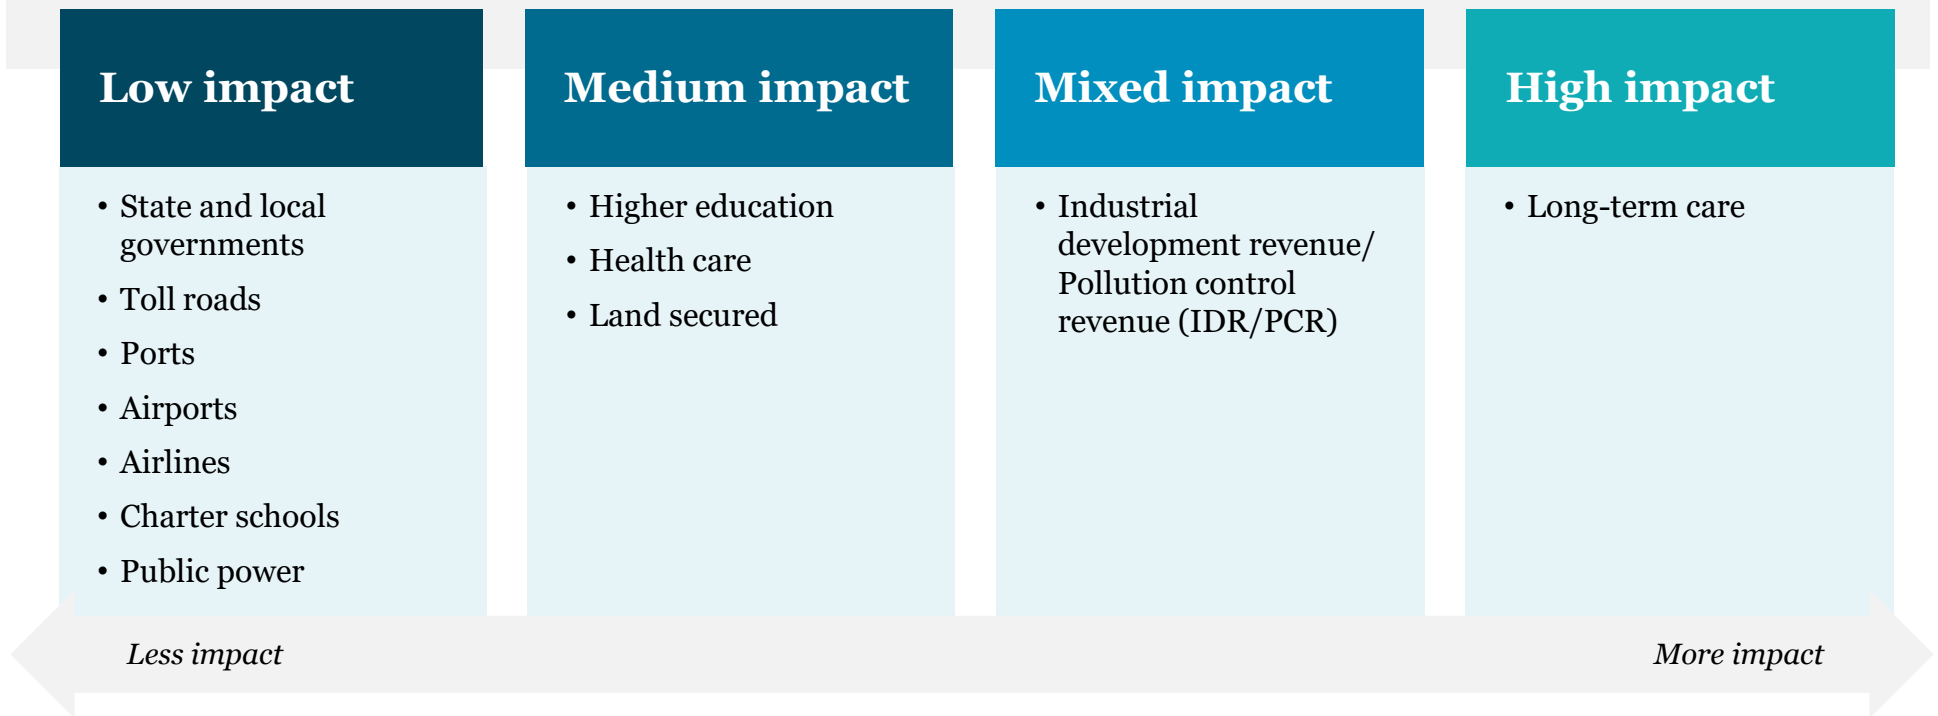 Low impact
• State and local
governments
• Toll roads
• Ports
• Airports
• Airlines
• Charter schools
• Public power
Medium impact
• Higher education
• Health care
• Land secured
Mixed impact
• Industrial
development revenue/
Pollution control
revenue (IDR/PCR)
High impact
• Long-term care
Less impact
More impact